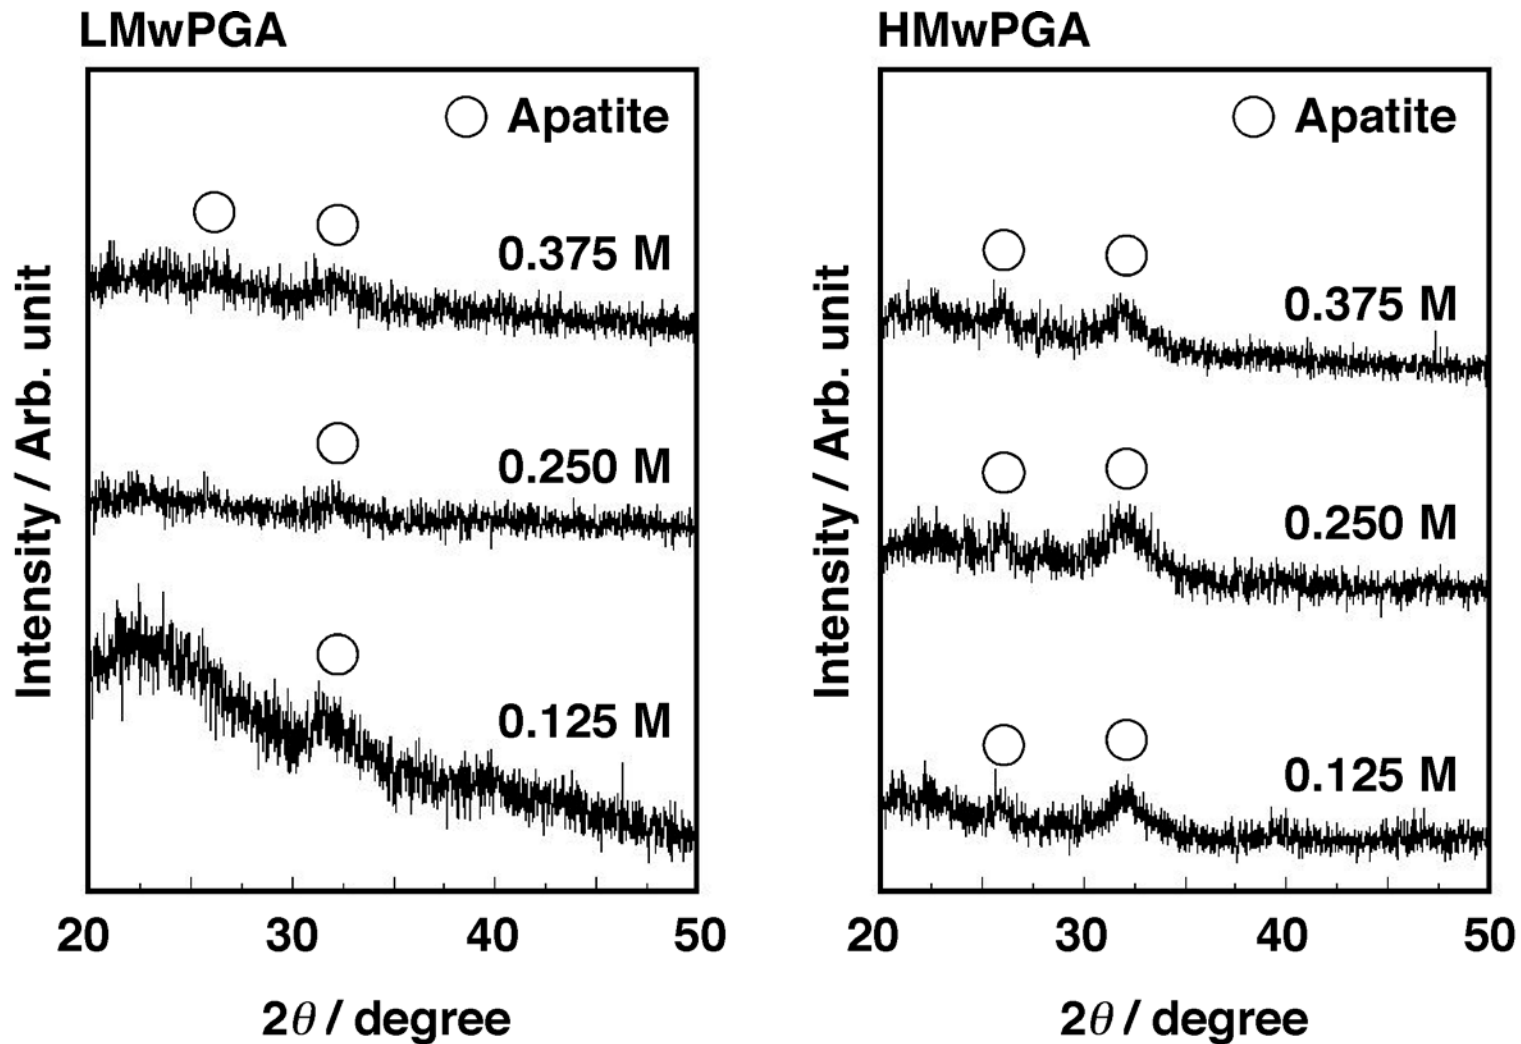 LMwPGA
Apatite
0.375 M
0.250 M
0.125 M
Intensity / Arb. unit
20 30 40 50
2θ / degree
HMwPGA
Apatite
0.375 M
0.250 M
0.125 M
Intensity / Arb. unit
20 30 40 50
2θ / degree